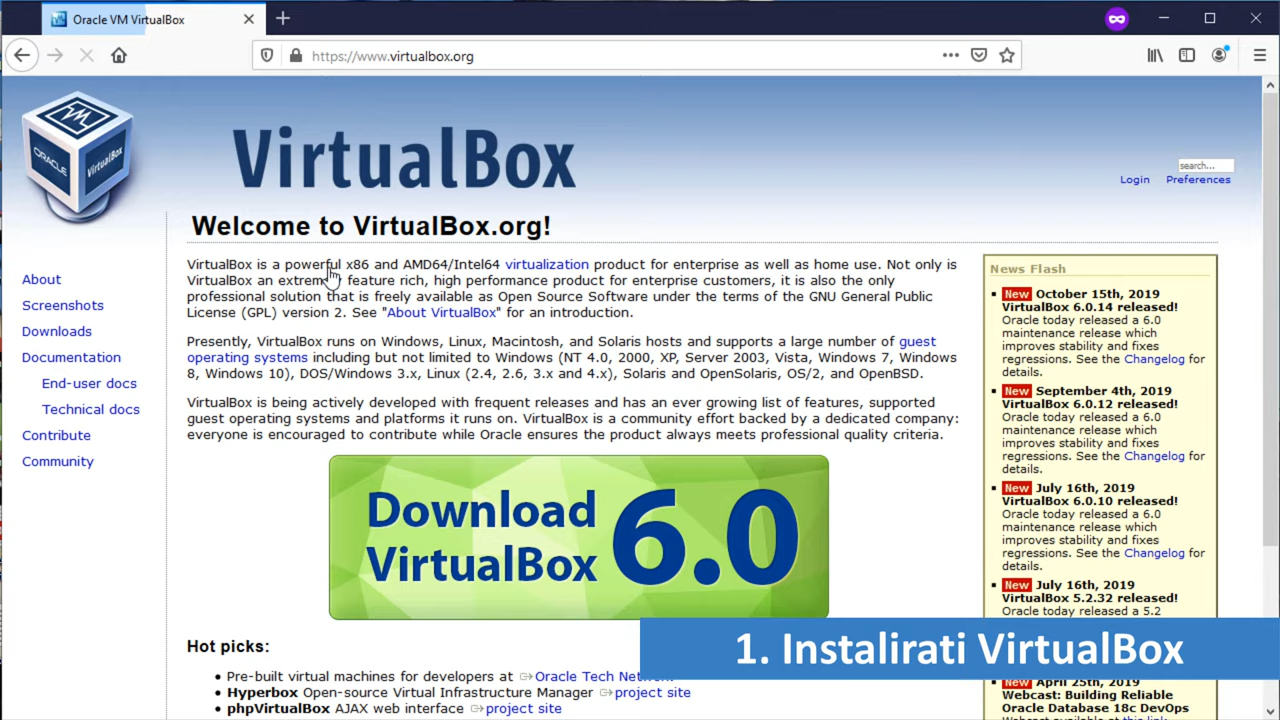 Oracle VM VirtualBox
https://www.virtualbox.org
ORACLE
VirtualBox
VirtualBox
search...
Login Preferences
Welcome to VirtualBox.org!
About
Screenshots
Downloads
Documentation
End-user docs
Technical docs
Contribute
Community
VirtualBox is a powerful x86 and AMD64/Intel64 virtualization product for enterprise as well as home use. Not only is
VirtualBox an extremely feature rich, high performance product for enterprise customers, it is also the only
professional solution that is freely available as Open Source Software under the terms of the GNU General Public
License (GPL) version 2. See "About VirtualBox" for an introduction.
Presently, VirtualBox runs on Windows, Linux, Macintosh, and Solaris hosts and supports a large number of guest
operating systems including but not limited to Windows (NT 4.0, 2000, XP, Server 2003, Vista, Windows 7, Windows
8, Windows 10), DOS/Windows 3.x, Linux (2.4, 2.6, 3.x and 4.x), Solaris and OpenSolaris, OS/2, and OpenBSD.
VirtualBox is being actively developed with frequent releases and has an ever growing list of features, supported
guest operating systems and platforms it runs on. VirtualBox is a community effort backed by a dedicated company:
everyone is encouraged to contribute while Oracle ensures the product always meets professional quality criteria.
Download
VirtualBox
6.0
Hot picks:
• Pre-built virtual machines for developers at Oracle Tech Network
• Hyperbox Open-source Virtual Infrastructure Manager project site
• phpVirtualBox AJAX web interface project site
News Flash
New October 15th, 2019
VirtualBox 6.0.14 released!
Oracle today released a 6.0
maintenance release which
improves stability and fixes
regressions. See the Changelog for
details.
New September 4th, 2019
VirtualBox 6.0.12 released!
Oracle today released a 6.0
maintenance release which
improves stability and fixes
regressions. See the Changelog for
details.
New July 16th, 2019
VirtualBox 6.0.10 released!
Oracle today released a 6.0
maintenance release which
improves stability and fixes
regressions. See the Changelog for
details.
New July 16th, 2019
VirtualBox 5.2.32 released!
Oracle today released a 5.2
1. Instalirati VirtualBox
New April 25th, 2019
Webcast: Building Reliable
Oracle Database 18c DevOps